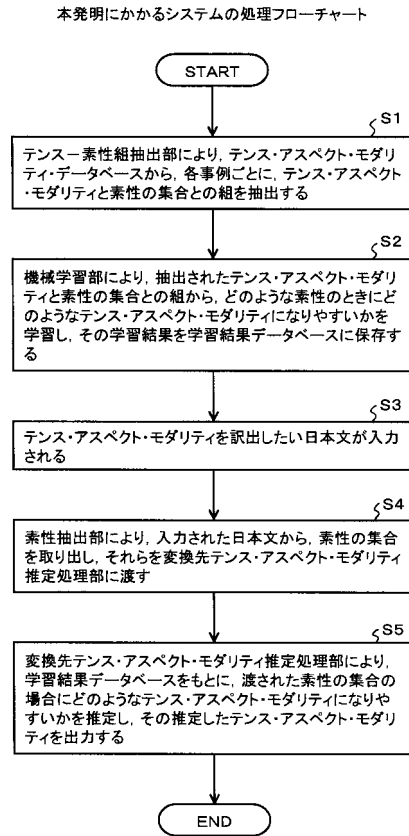 本発明にかかるシステムの処理フローチャート
START
S1
テンスー素性組抽出部により，テンス・アスペクト・モダリ
ティ・データベースから，各事例ごとに，テンス・アスペクト
・モダリティと素性の集合との組を抽出する
S2
機械学習部により，抽出されたテンス・アスペクト・モダリ
ティと素性の集合との組から，どのような素性のときにど
のようなテンス・アスペクト・モダリティになりやすいかを
学習し，その学習結果を学習結果データベースに保存す
る
S3
テンス・アスペクト・モダリティを訳出したい日本文が入力
される
S4
素性抽出部により，入力された日本文から，素性の集合
を取り出し，それらを変換先テンス・アスペクト・モダリティ
推定処理部に渡す
S5
変換先テンス・アスペクト・モダリティ推定処理部により，
学習結果データベースをもとに，渡された素性の集合の
場合にどのようなテンス・アスペクト・モダリティになりや
すいかを推定し，その推定したテンス・アスペクト・モダリ
ティを出力する
END